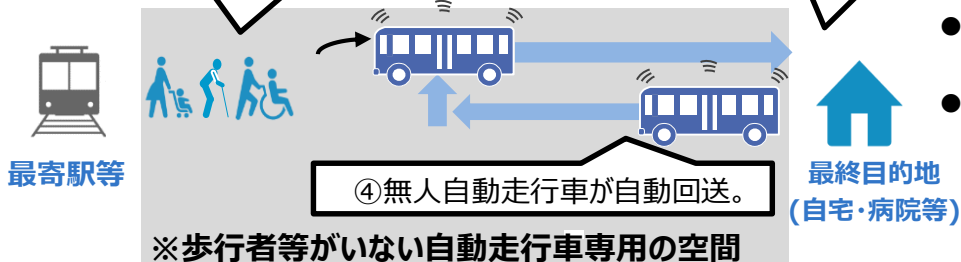 最寄駅等
④無人自動走行車が自動回送。
最終目的地
(自宅・病院等)
※歩行者等がいない自動走行車専用の空間